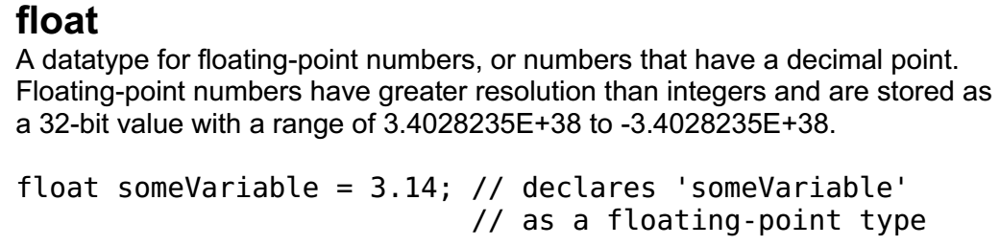 float
A datatype for floating-point numbers, or numbers that have a decimal point.
Floating-point numbers have greater resolution than integers and are stored as
a 32-bit value with a range of 3.4028235E+38 to -3.4028235E+38.
float someVariable = 3.14; // declares 'someVariable'
// as a floating-point type